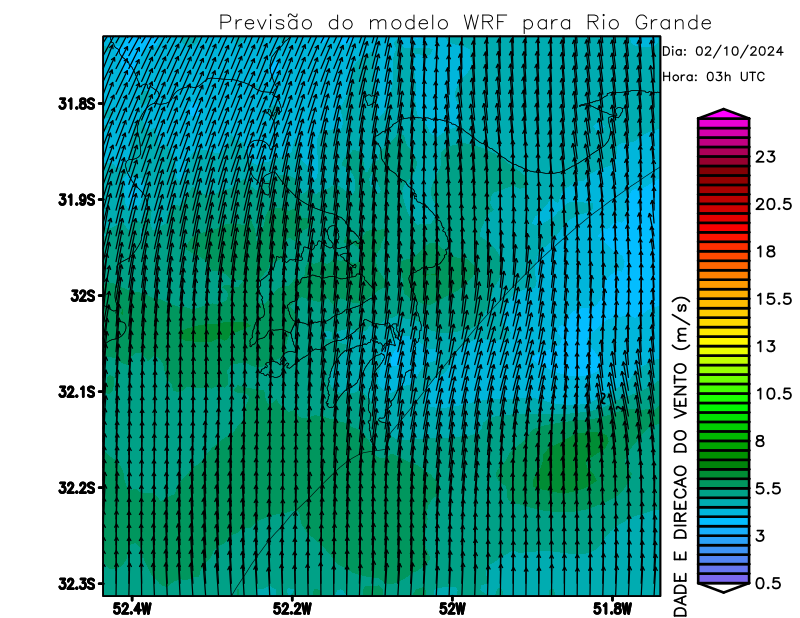 Previsão do modelo WRF para Rio Grande
Dia: 02/10/2024
Hora: 03h UTC
31.8S
31.9S
32S
32.1S
32.2S
32.3S
52.4W
52.2W
52W
51.8W
23
20.5
18
15.5
13
10.5
8
5.5
3
0.5
DADE E DIRECAO DO VENTO (m/s)